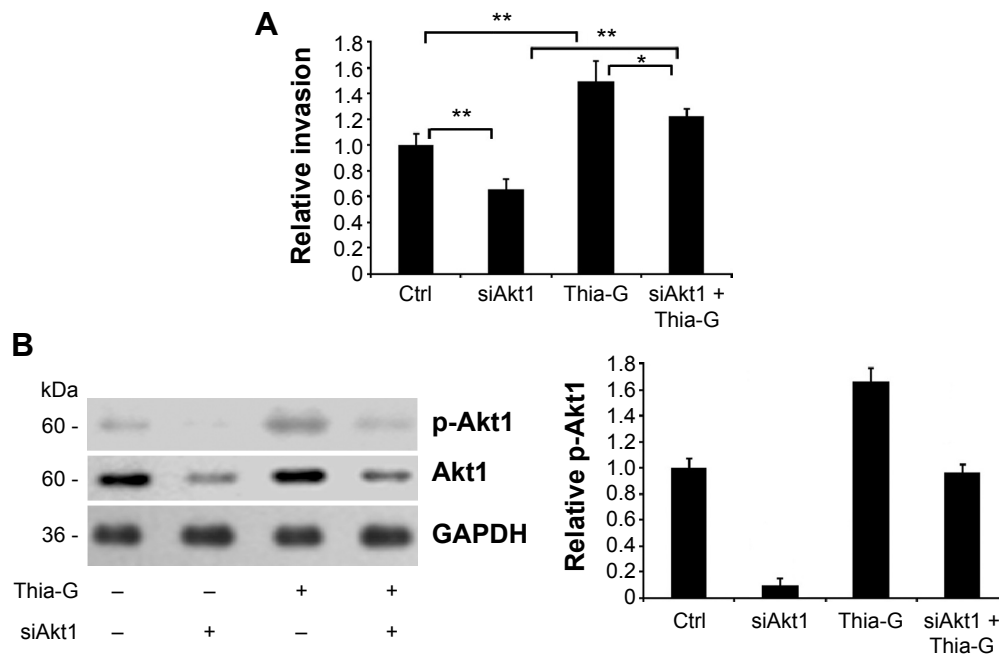 A
Relative invasion
1.8
1.6
1.4
1.2
1.0
0.8
0.6
0.4
0.2
0
**
**
**
*
Ctrl
siAkt1
Thia-G
siAkt1 +
Thia-G
B
kDa
60 -
p-Akt1
60 -
Akt1
36 -
GAPDH
Thia-G – – + +
siAkt1 – + – +
Relative p-Akt1
1.8
1.6
1.4
1.2
1.0
0.8
0.6
0.4
0.2
0
Ctrl
siAkt1
Thia-G
siAkt1 +
Thia-G